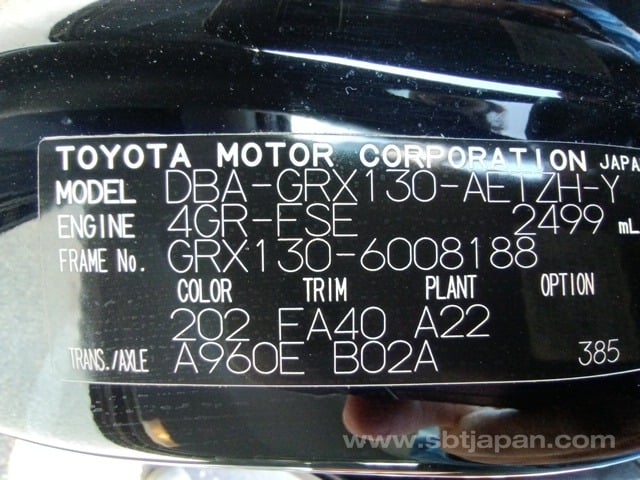 TOYOTA MOTOR CORPORATION JAPAN
MODEL DBA-GRX130-AETZH-Y
ENGINE 4GR-FSE 2499 mL
FRAME No. GRX130-6008188
COLOR TRIM PLANT OPTION
202 FA40 A22
TRANS./AXLE A960E B02A 385
www.sbtjapan.com